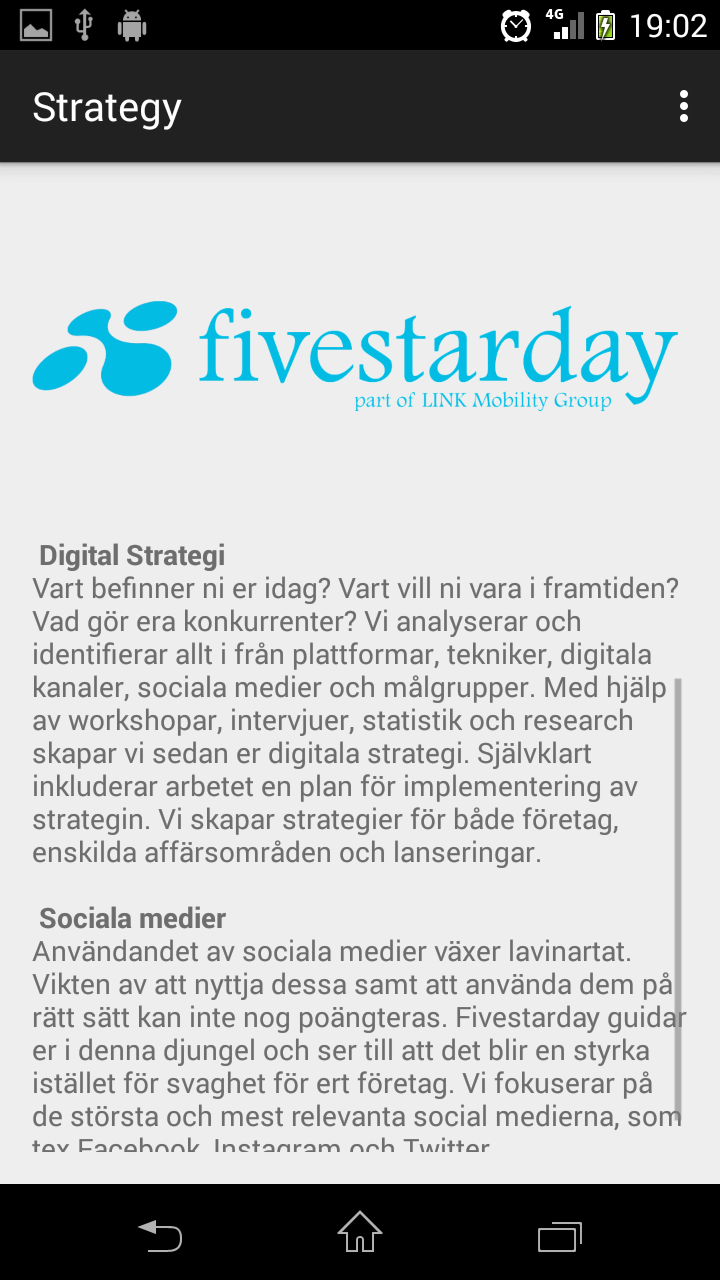 4G 19:02
Strategy
fivestarday
part of LINK Mobility Group
Digital Strategi
Vart befinner ni er idag? Vart vill ni vara i framtiden?
Vad gör era konkurrenter? Vi analyserar och
identifierar allt i från plattformar, tekniker, digitala
kanaler, sociala medier och målgrupper. Med hjälp
av workshopar, intervjuer, statistik och research
skapar vi sedan er digitala strategi. Självklart
inkluderar arbetet en plan för implementering av
strategin. Vi skapar strategier för både företag,
enskilda affärsområden och lanseringar.
Sociala medier
Användandet av sociala medier växer lavinartat.
Vikten av att nyttja dessa samt att använda dem på
rätt sätt kan inte nog poängteras. Fivestarday guidar
er i denna djungel och ser till att det blir en styrka
istället för svaghet för ert företag. Vi fokuserar på
de största och mest relevanta social medierna, som
tex Facebook, Instagram och Twitter